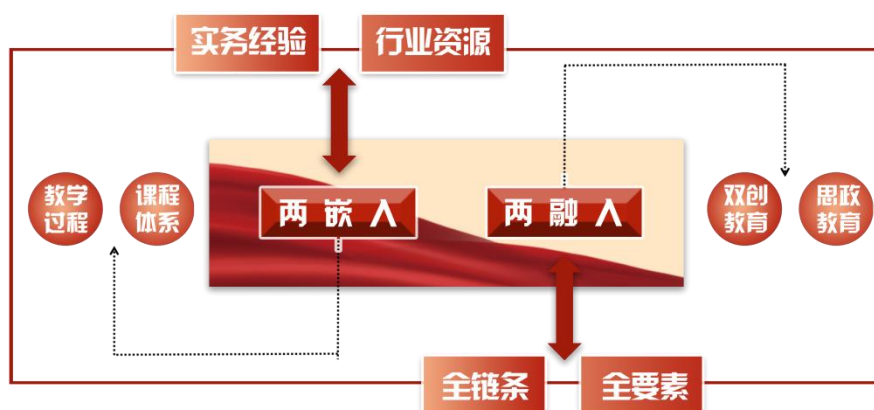 实务经验
行业资源
教学
过程
课程
体系
两嵌入
两融入
双创
教育
思政
教育
全链条
全要素